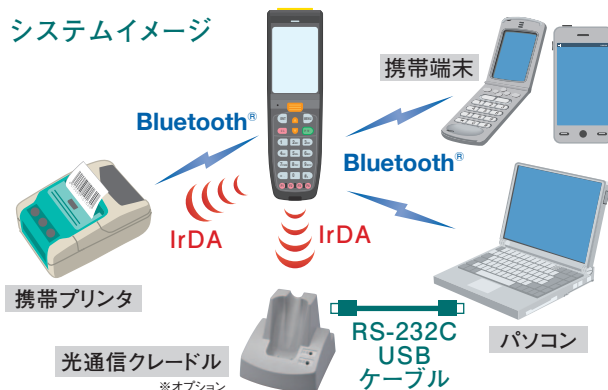 システムイメージ
携帯端末
Bluetooth®
Bluetooth®
IrDA
IrDA
携帯プリンタ
RS-232C
USB
ケーブル
パソコン
光通信クレードル
※オプション